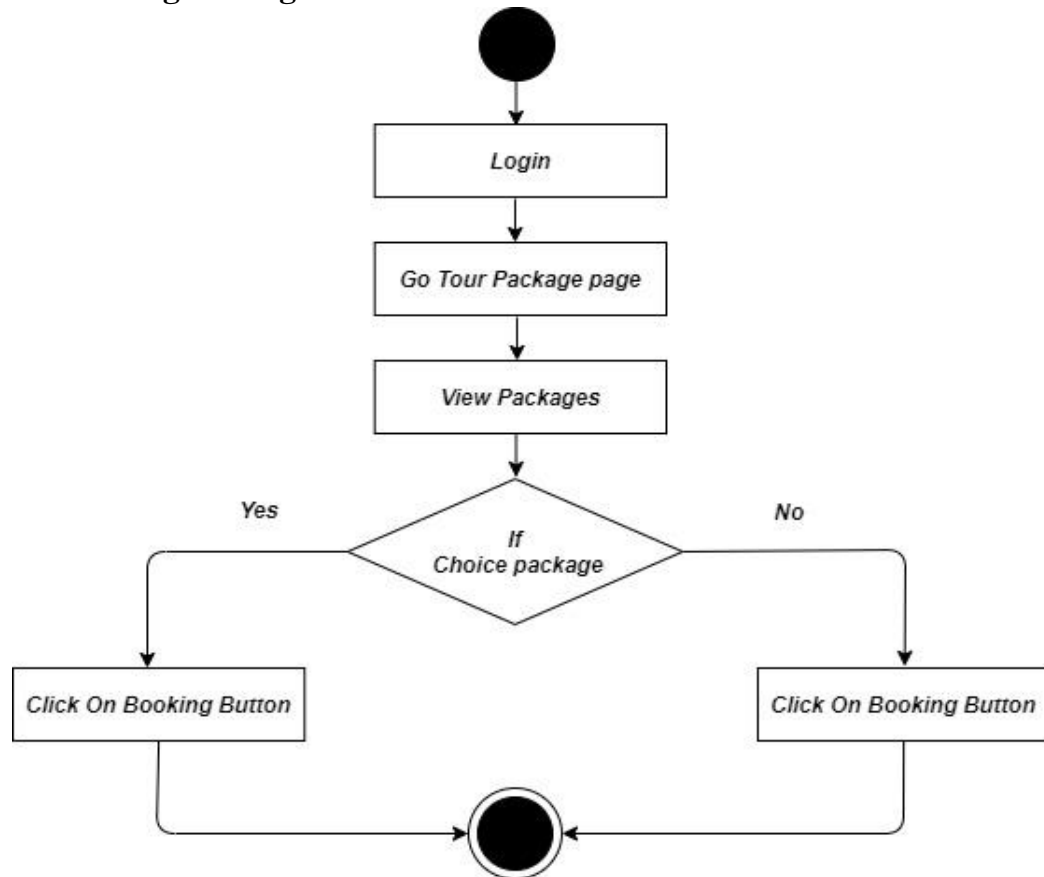 Login
Go Tour Package page
View Packages
Yes
No
If
Choice package
Click On Booking Button
Click On Booking Button